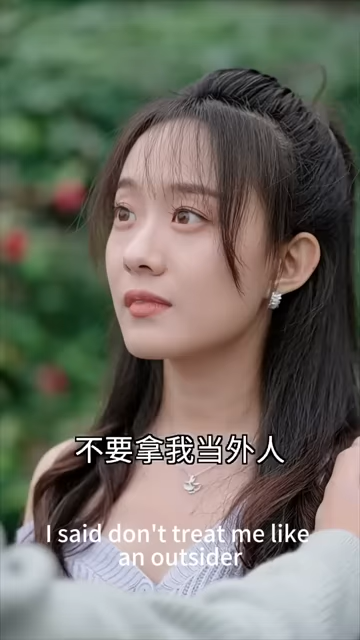 不要拿我当外人
I said don't treat me like
an outsider